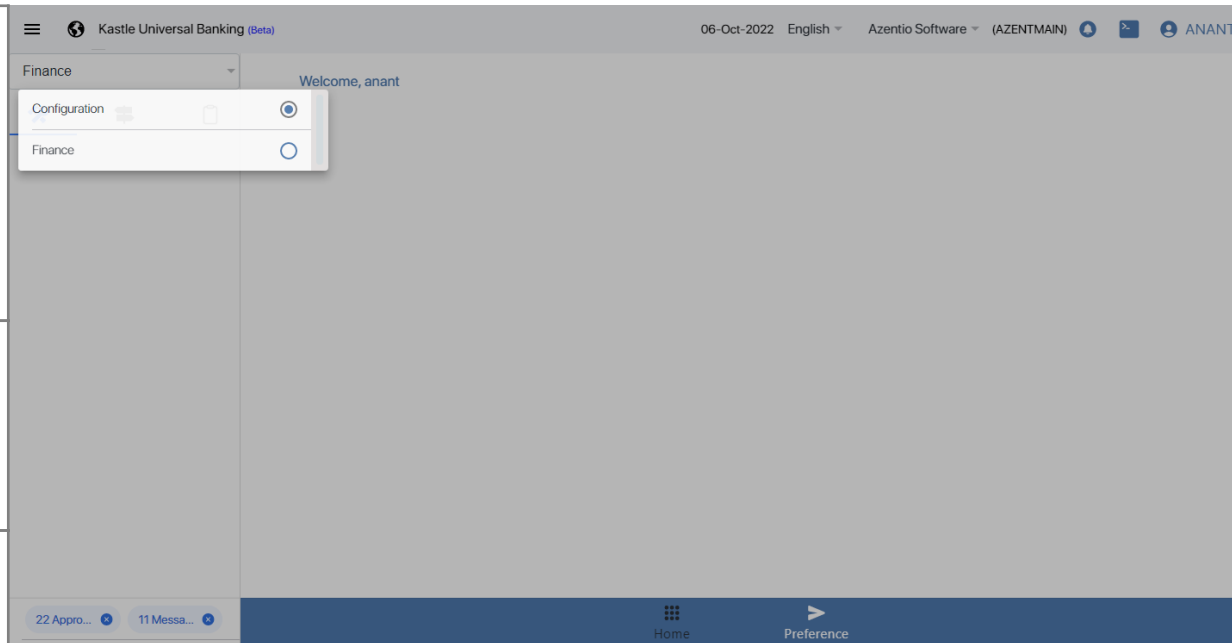 Kastle Universal Banking (Beta) 06-Oct-2022 English Azentio Software (AZENTMAIN) ANANT
Finance
Welcome, anant
Configuration
Finance
22 Appro... 11 Messa...
Home Preference